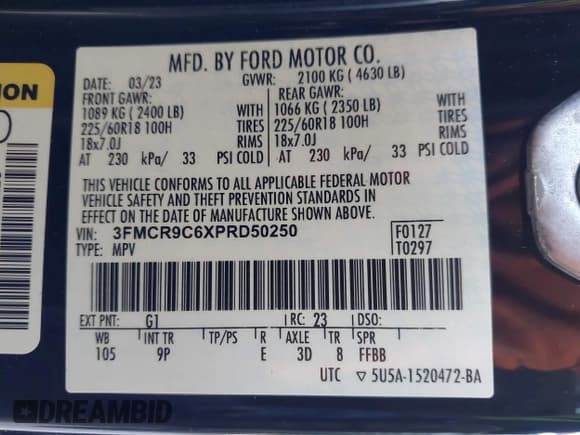 MFD. BY FORD MOTOR CO.
DATE: 03/23 GVWR: 2100 KG ( 4630 LB)
FRONT GAWR: REAR GAWR:
1089 KG ( 2400 LB) 1066 KG ( 2350 LB)
225/60R18 100H TIRES 225/60R18 100H TIRES
18x7.0J RIMS 18x7.0J RIMS
AT 230 kPa/ 33 PSI COLD AT 230 kPa/ 33 PSI COLD
THIS VEHICLE CONFORMS TO ALL APPLICABLE FEDERAL MOTOR
VEHICLE SAFETY AND THEFT PREVENTION STANDARDS IN
EFFECT ON THE DATE OF MANUFACTURE SHOWN ABOVE.
VIN: 3FMCR9C6XPRD50250 F0127
TYPE: MPV T0297
EXT PNT: G1 RC: 23 DSO:
WB INT TR TP/PS R AXLE TR SPR
105 9P E 3D 8 FFBB
UTC ▽ 5U5A-1520472-BA
ION
DREAMBID